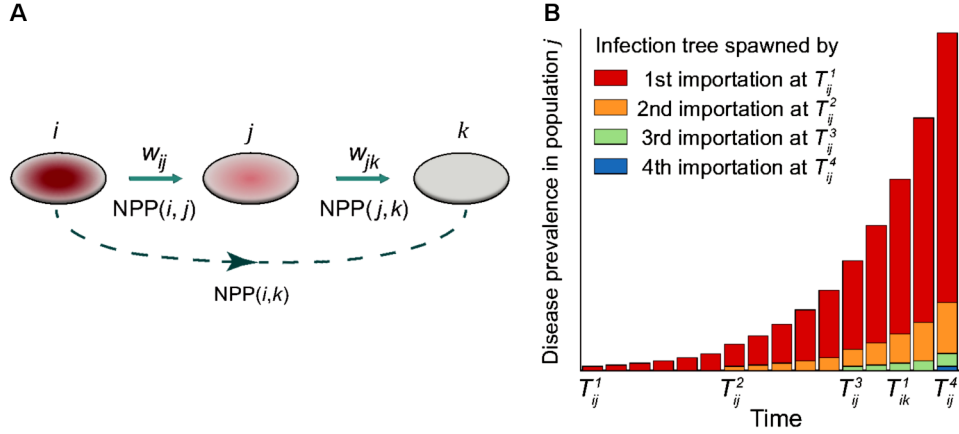 A
i
j
k
w_ij
w_jk
NPP(i, j)
NPP(j, k)
NPP(i,k)
B
Disease prevalence in population j
Infection tree spawned by
1st importation at T_ij^1
2nd importation at T_ij^2
3rd importation at T_ij^3
4th importation at T_ij^4
T_ij^1
T_ij^2
T_ij^3
T_ik^1
T_ij^4
Time